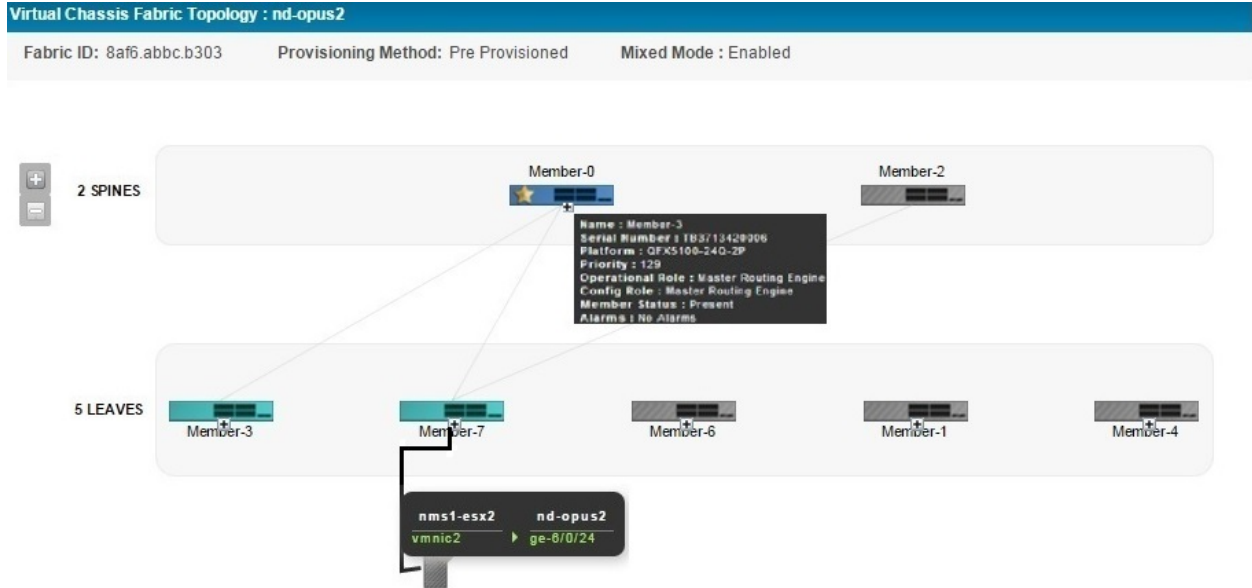 Virtual Chassis Fabric Topology : nd-opus2
Fabric ID: 8af6.abbc.b303 Provisioning Method: Pre Provisioned Mixed Mode : Enabled
Member-0 Member-2
2 SPINES
Name : Member-3
Serial Number : TB3713420006
Platform : QFX5100-24Q-2P
Priority : 129
Operational Role : Master Routing Engine
Config Role : Master Routing Engine
Member Status : Present
Alarms : No Alarms
5 LEAVES
Member-3 Member-7 Member-6 Member-1 Member-4
nms1-esx2 nd-opus2
vmnic2 ge-6/0/24